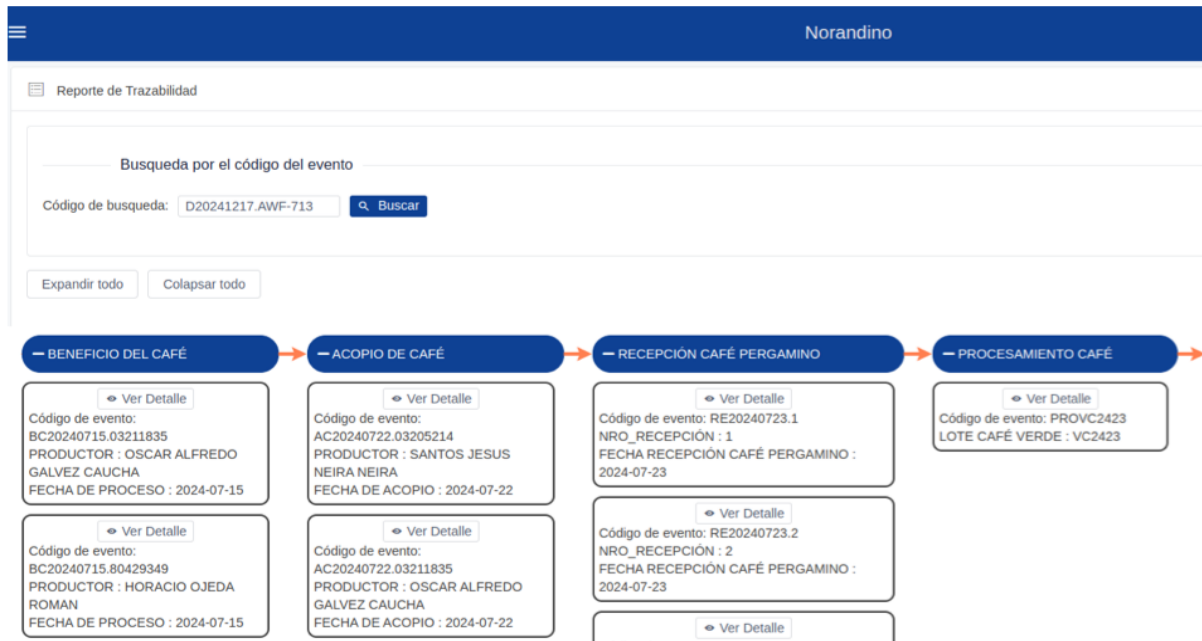 Norandino
Reporte de Trazabilidad
Busqueda por el código del evento
Código de busqueda: D20241217.AWF-713 Buscar
Expandir todo Colapsar todo
BENEFICIO DEL CAFÉ
Ver Detalle
Código de evento:
BC20240715.03211835
PRODUCTOR : OSCAR ALFREDO
GALVEZ CAUCHA
FECHA DE PROCESO : 2024-07-15
Ver Detalle
Código de evento:
BC20240715.80429349
PRODUCTOR : HORACIO OJEDA
ROMAN
FECHA DE PROCESO : 2024-07-15
ACOPIO DE CAFÉ
Ver Detalle
Código de evento:
AC20240722.03205214
PRODUCTOR : SANTOS JESUS
NEIRA NEIRA
FECHA DE ACOPIO : 2024-07-22
Ver Detalle
Código de evento:
AC20240722.03211835
PRODUCTOR : OSCAR ALFREDO
GALVEZ CAUCHA
FECHA DE ACOPIO : 2024-07-22
RECEPCIÓN CAFÉ PERGAMINO
Ver Detalle
Código de evento: RE20240723.1
NRO_RECEPCIÓN : 1
FECHA RECEPCIÓN CAFÉ PERGAMINO :
2024-07-23
Ver Detalle
Código de evento: RE20240723.2
NRO_RECEPCIÓN : 2
FECHA RECEPCIÓN CAFÉ PERGAMINO :
2024-07-23
Ver Detalle
PROCESAMIENTO CAFÉ
Ver Detalle
Código de evento: PROVC2423
LOTE CAFÉ VERDE : VC2423